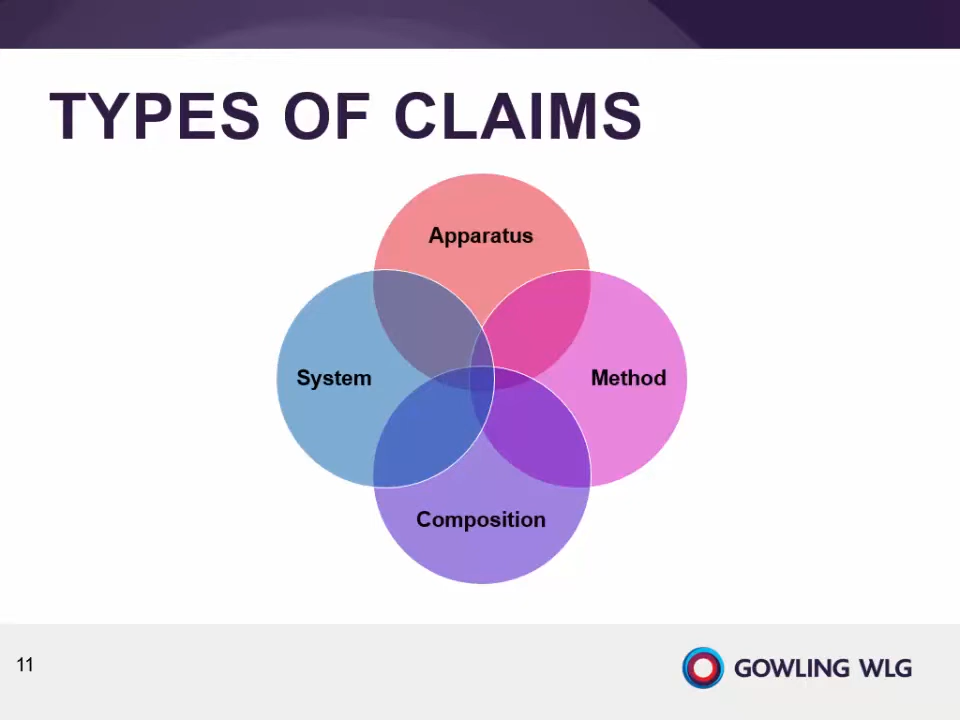 TYPES OF CLAIMS
Apparatus
System
Method
Composition
11
GOWLING WLG